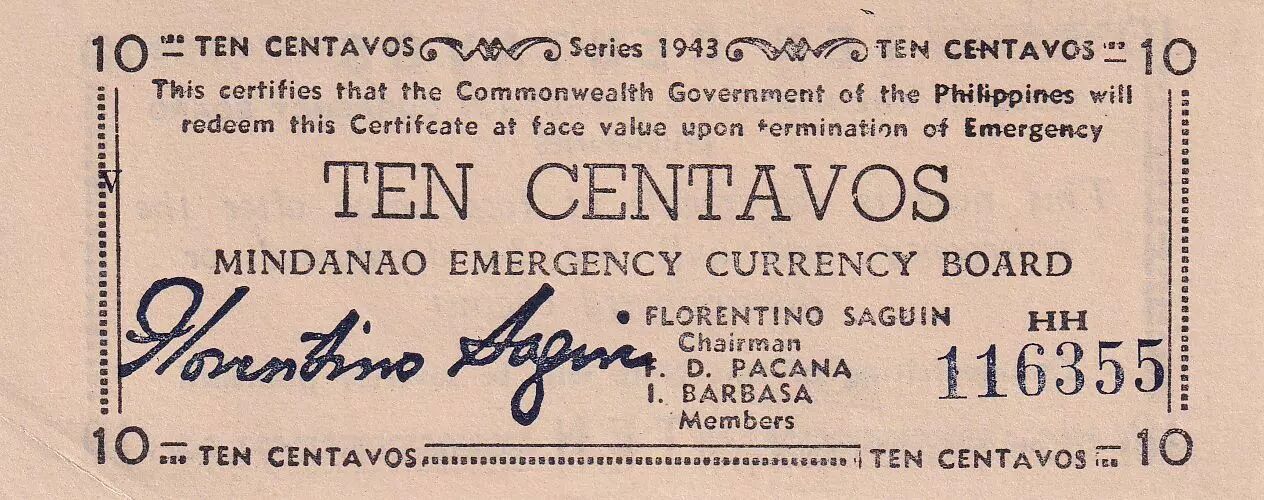 10 TEN CENTAVOS Series 1943 TEN CENTAVOS 10
This certifies that the Commonwealth Government of the Philippines will
redeem this Certifcate at face value upon termination of Emergency
TEN CENTAVOS
MINDANAO EMERGENCY CURRENCY BOARD
Florentino Saguin
FLORENTINO SAGUIN
Chairman
F. D. PACANA
I. BARBASA
Members
HH
116355
10 TEN CENTAVOS TEN CENTAVOS 10